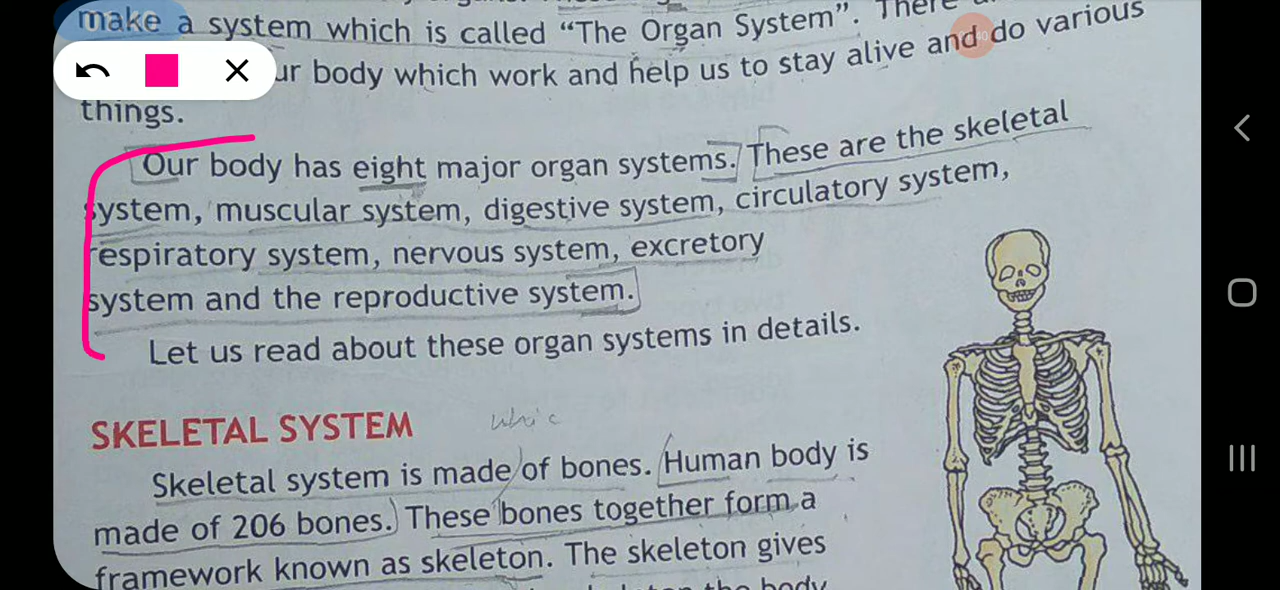 make a system which is called “The Organ System”. There
ur body which work and help us to stay alive and do various
things.
Our body has eight major organ systems. These are the skeletal
system, muscular system, digestive system, circulatory system,
respiratory system, nervous system, excretory
system and the reproductive system.
Let us read about these organ systems in details.
SKELETAL SYSTEM
Skeletal system is made of bones. Human body is
made of 206 bones. These bones together form a
framework known as skeleton. The skeleton gives
the body